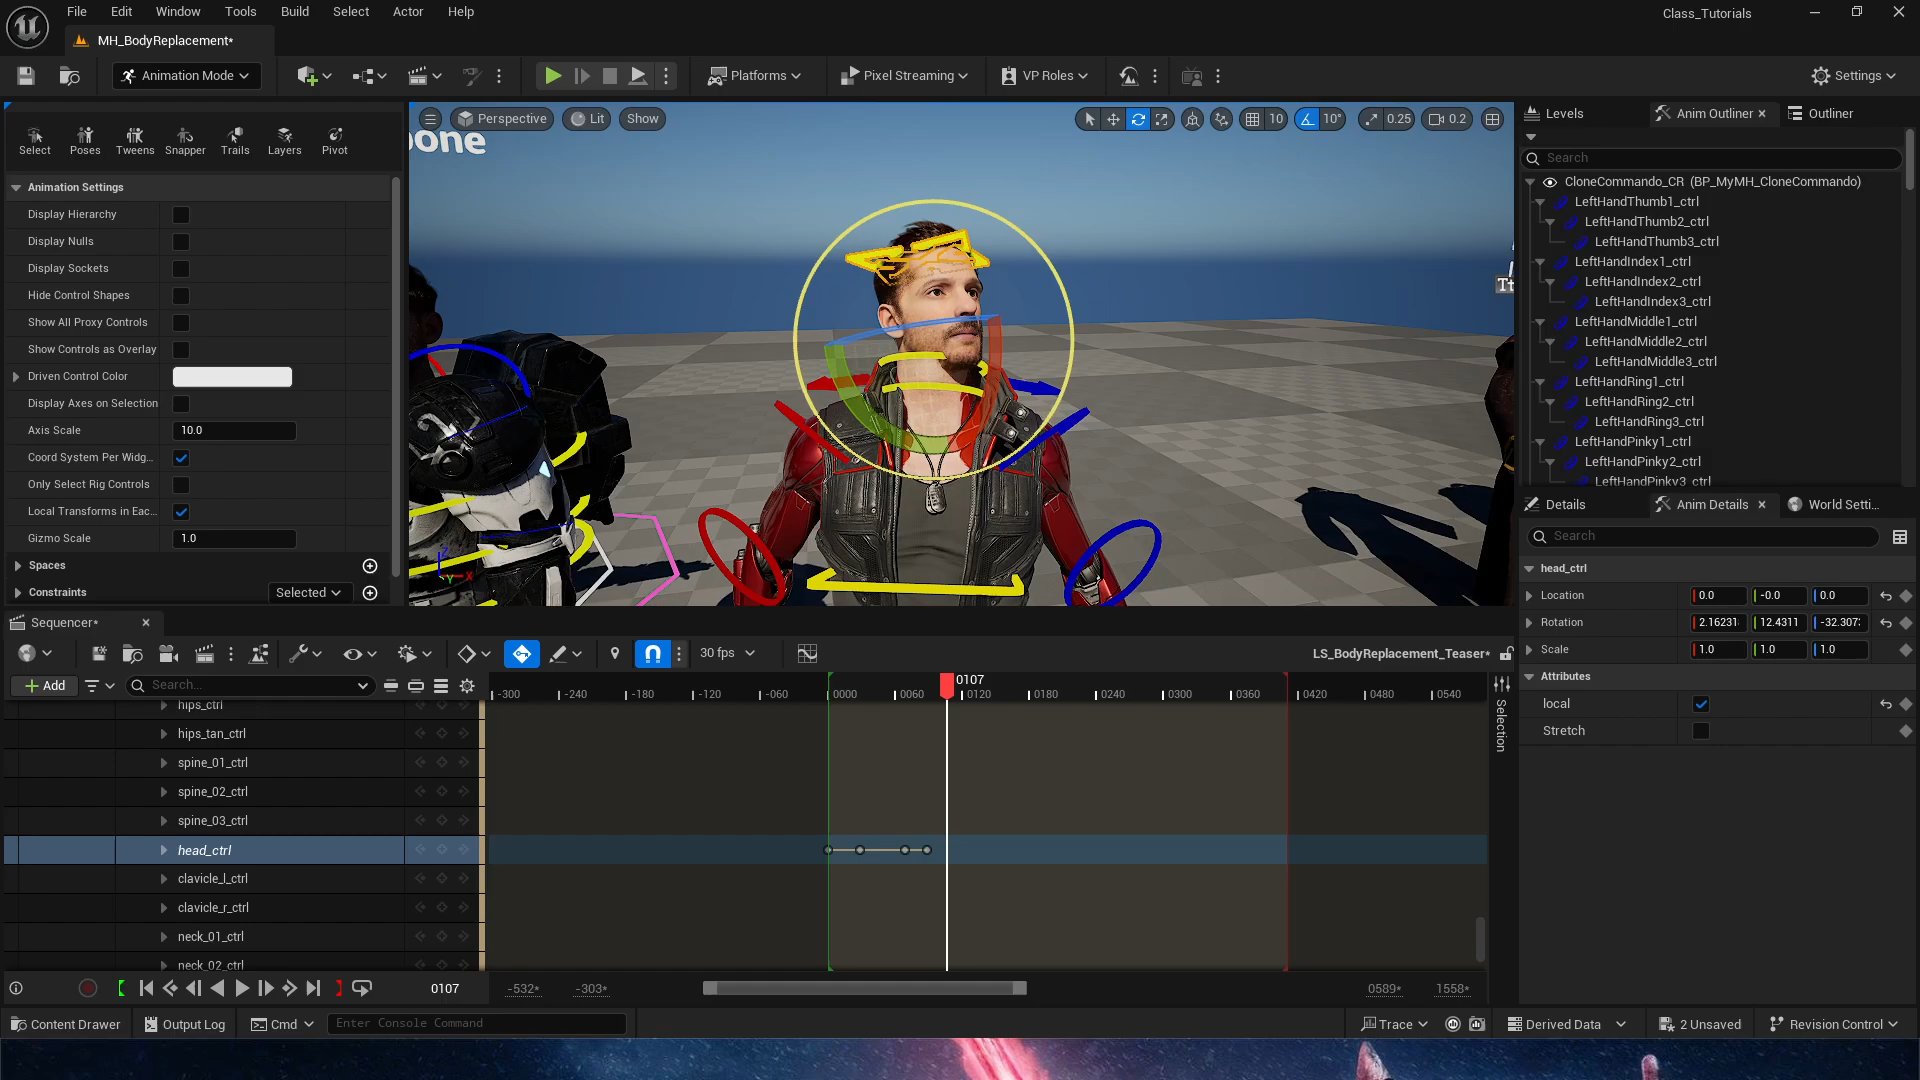 File Edit Window Tools Build Select Actor Help
Class_Tutorials
MH_BodyReplacement*
Animation Mode
Platforms
Pixel Streaming
VP Roles
Settings
Select Poses Tweens Snapper Trails Layers Pivot
Animation Settings
Display Hierarchy
Display Nulls
Display Sockets
Hide Control Shapes
Show All Proxy Controls
Show Controls as Overlay
Driven Control Color
Display Axes on Selection
Axis Scale 10.0
Coord System Per Widg...
Only Select Rig Controls
Local Transforms in Eac...
Gizmo Scale 1.0
Spaces
Constraints Selected
Perspective Lit Show
10 10° 0.25 0.2
one
Tt
Z Y X
Levels Anim Outliner Outliner
Search
CloneCommando_CR (BP_MyMH_CloneCommando)
LeftHandThumb1_ctrl
LeftHandThumb2_ctrl
LeftHandThumb3_ctrl
LeftHandIndex1_ctrl
LeftHandIndex2_ctrl
LeftHandIndex3_ctrl
LeftHandMiddle1_ctrl
LeftHandMiddle2_ctrl
LeftHandMiddle3_ctrl
LeftHandRing1_ctrl
LeftHandRing2_ctrl
LeftHandRing3_ctrl
LeftHandPinky1_ctrl
LeftHandPinky2_ctrl
LeftHandPinky3_ctrl
Details Anim Details World Setti...
Search
head_ctrl
Location 0.0 -0.0 0.0
Rotation 2.16231 12.4311 -32.307
Scale 1.0 1.0 1.0
Attributes
local
Stretch
Sequencer*
30 fps
LS_BodyReplacement_Teaser*
Add
Search...
0107
-300 -240 -180 -120 -060 0000 0060 0120 0180 0240 0300 0360 0420 0480 0540
Selection
hips_ctrl
hips_tan_ctrl
spine_01_ctrl
spine_02_ctrl
spine_03_ctrl
head_ctrl
clavicle_l_ctrl
clavicle_r_ctrl
neck_01_ctrl
neck_02_ctrl
0107
-532* -303* 0589* 1558*
Content Drawer Output Log Cmd Enter Console Command
Trace Derived Data 2 Unsaved Revision Control